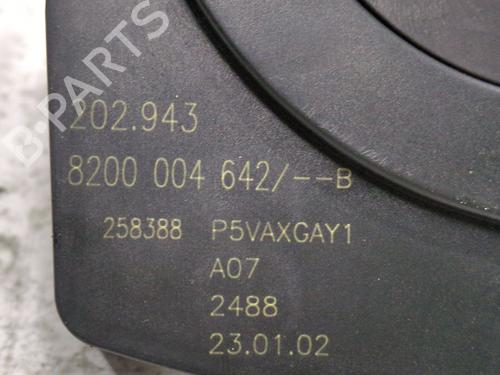 202.943
8200 004 642/--B
258388 P5VAXGAY1
A07
2488
23.01.02
B-PARTS